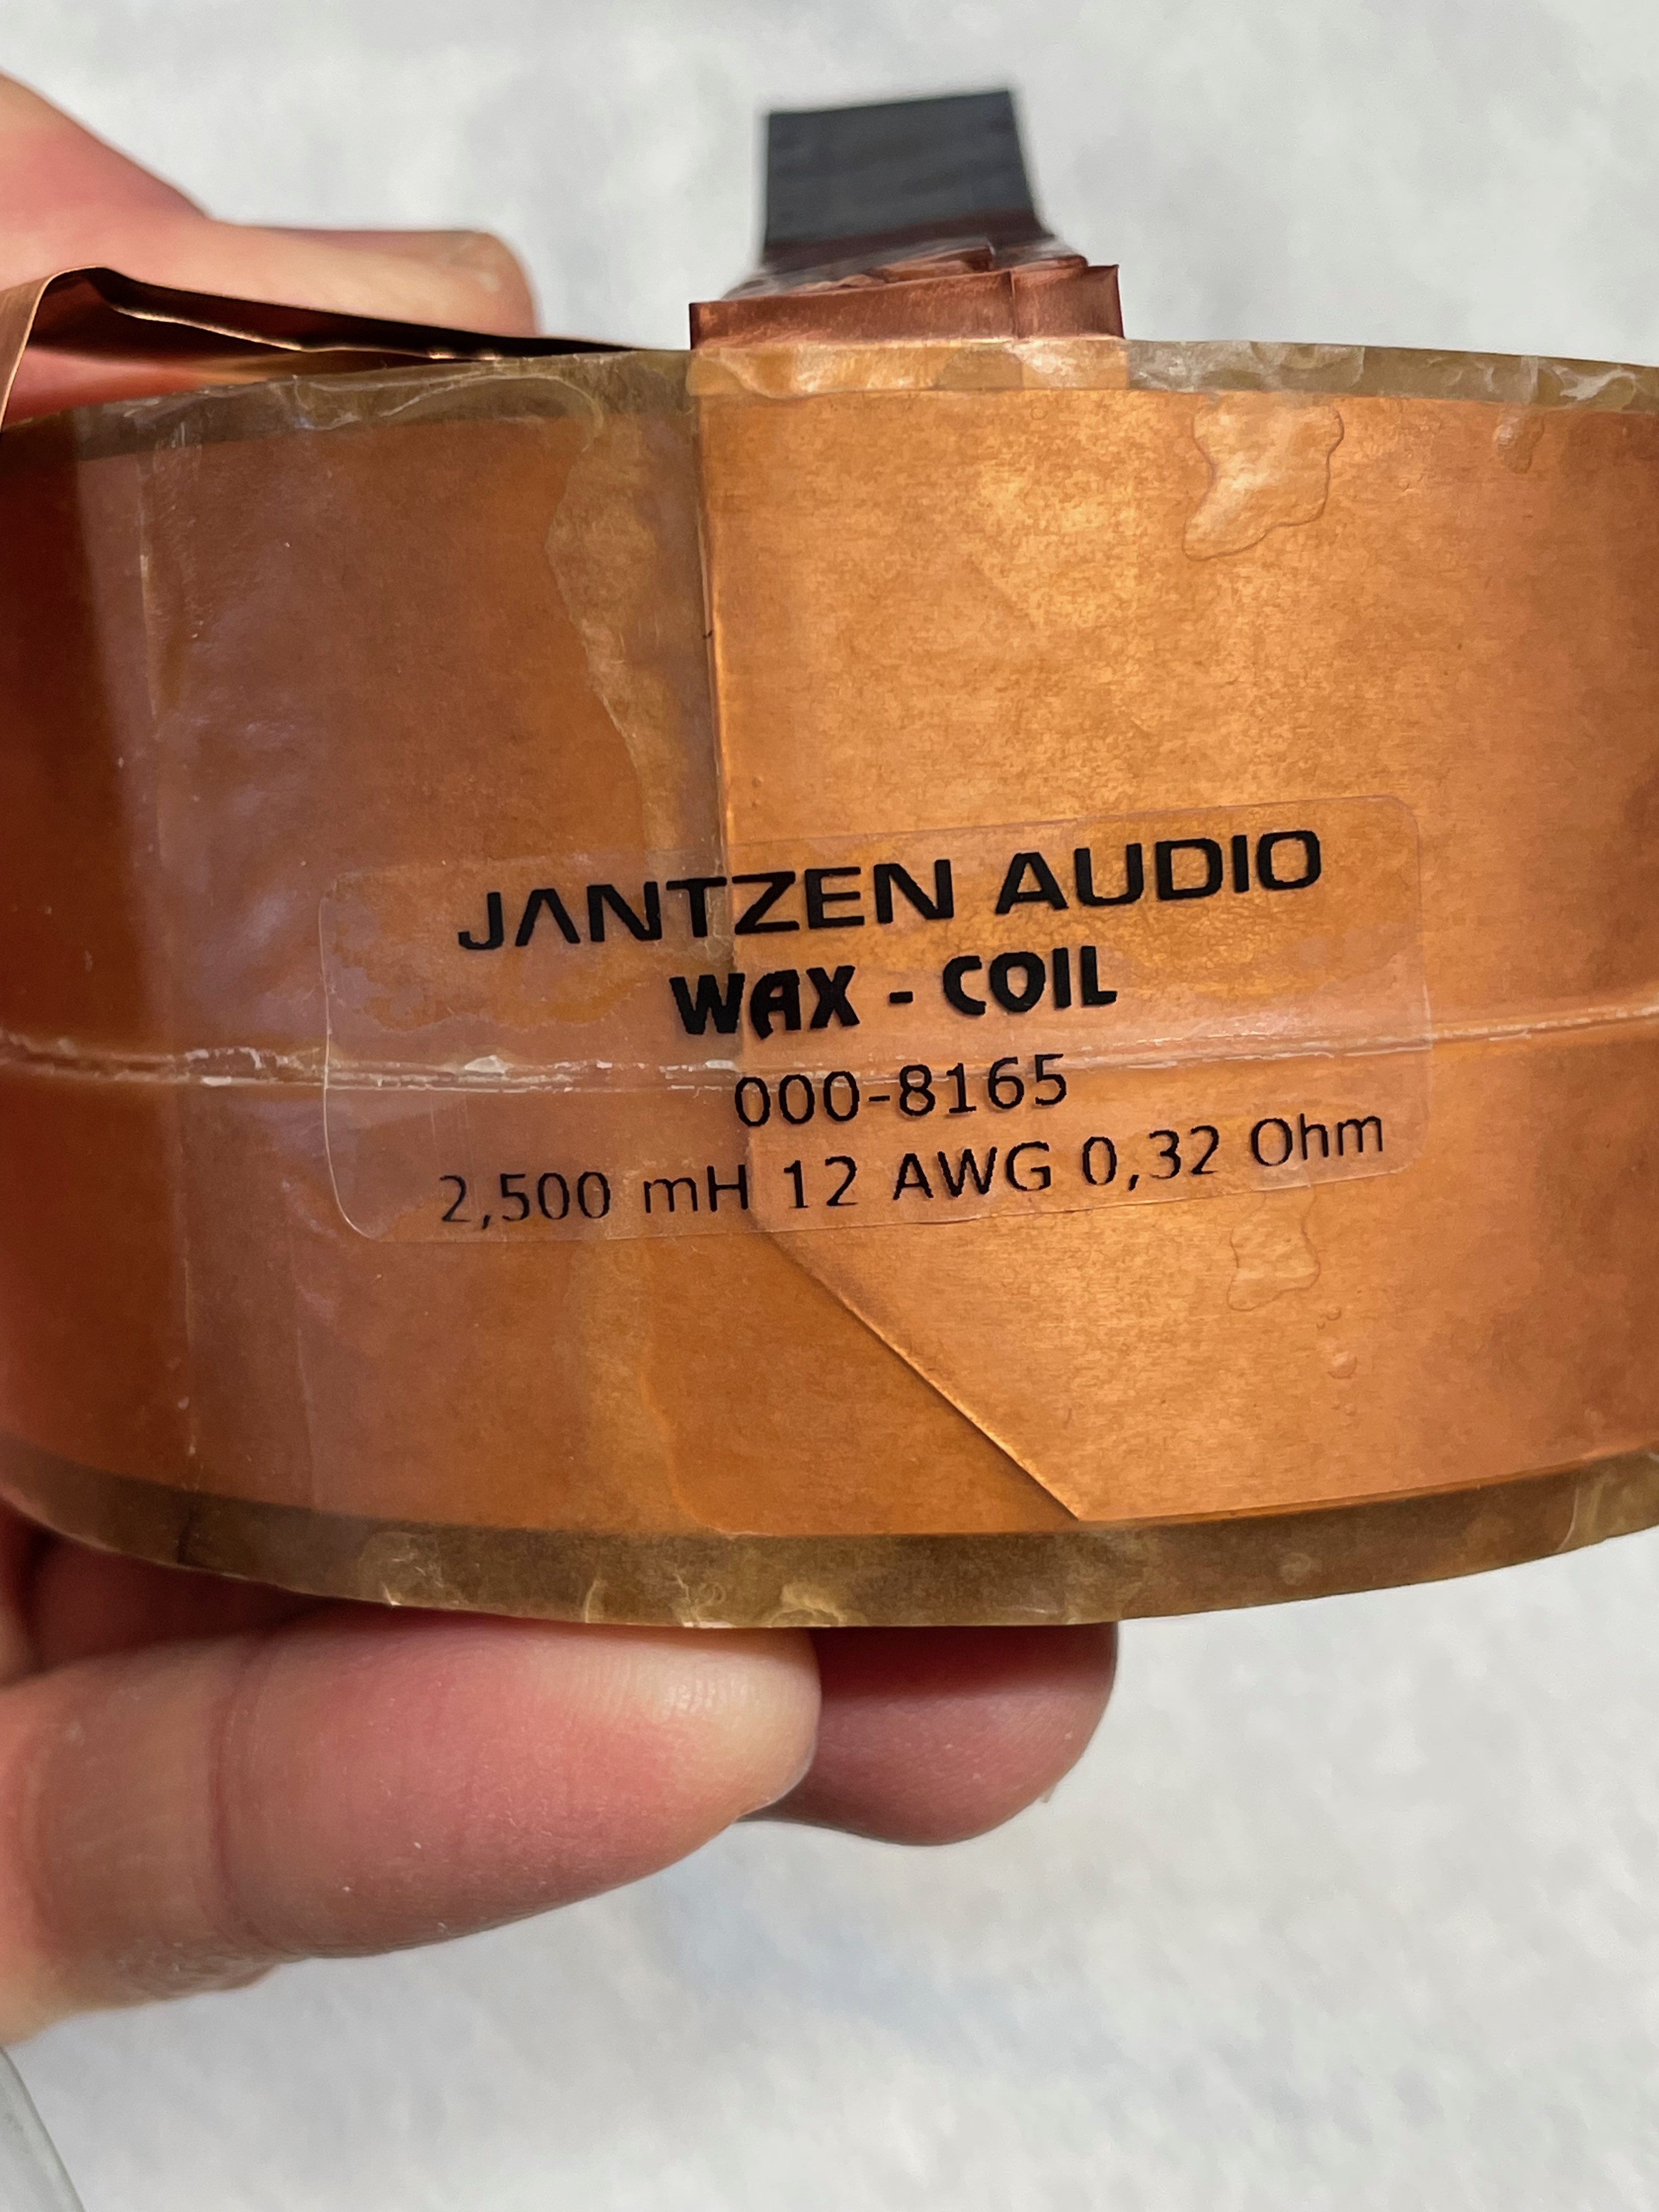 JANTZEN AUDIO
WAX - COIL
000-8165
2,500 mH 12 AWG 0,32 Ohm